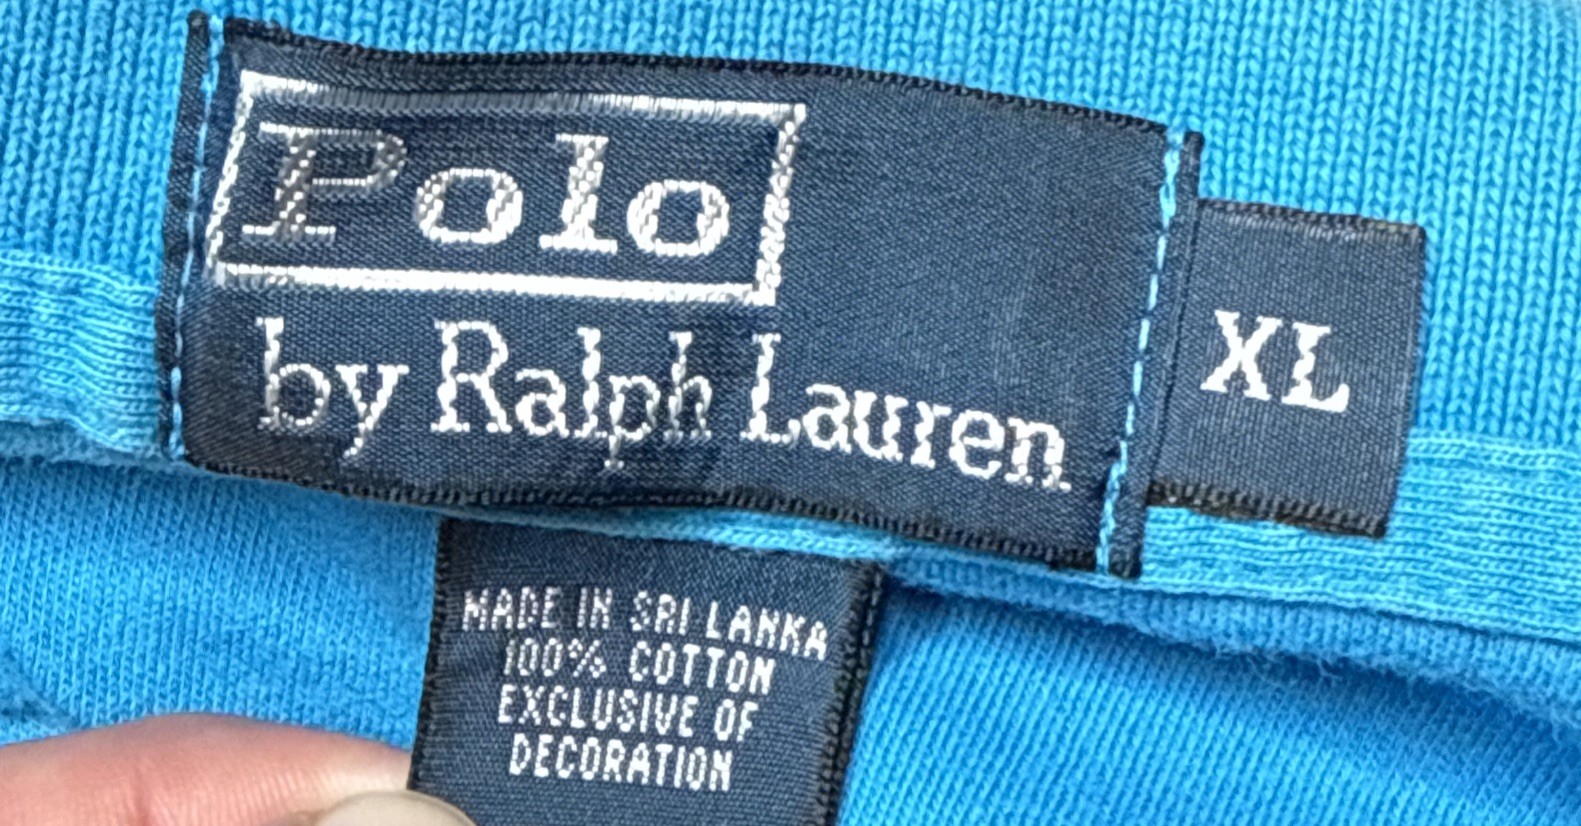 Polo
by Ralph Lauren
XL
MADE IN SRI LANKA
100% COTTON
EXCLUSIVE OF
DECORATION